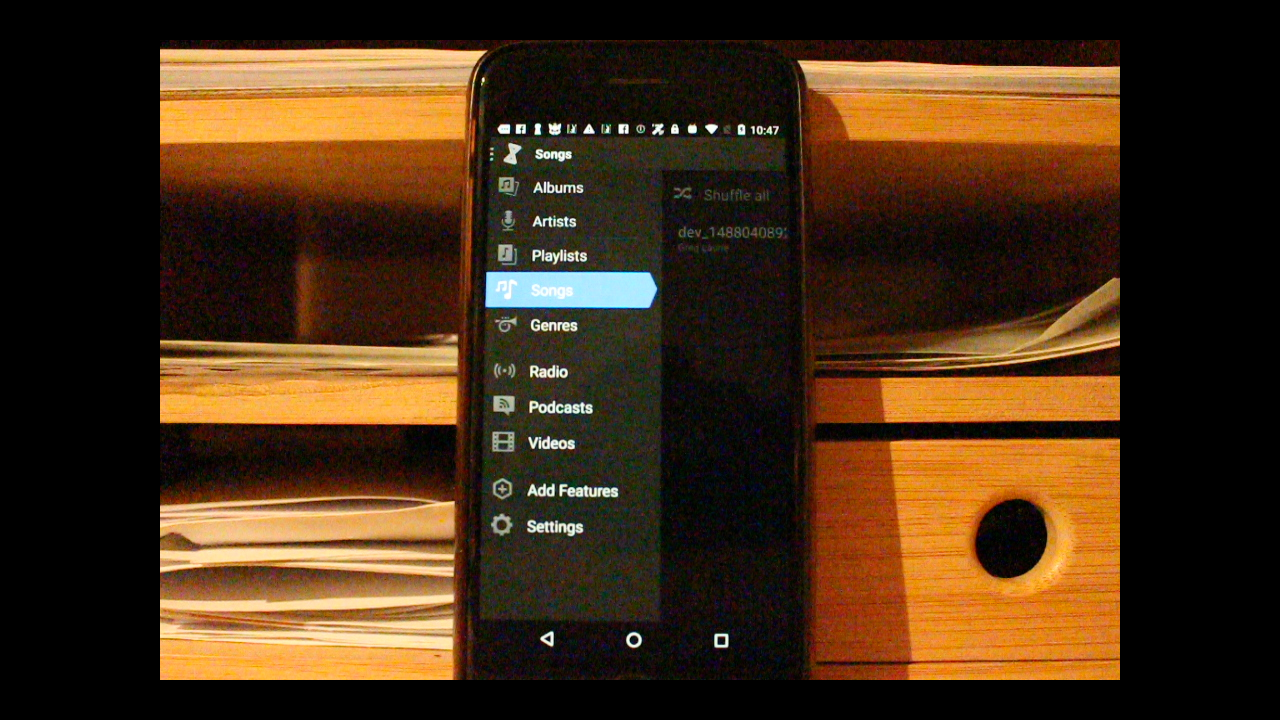 10:47
Songs
Albums
Artists
Playlists
Songs
Genres
Radio
Podcasts
Videos
Add Features
Settings
Shuffle all
dev_148804089